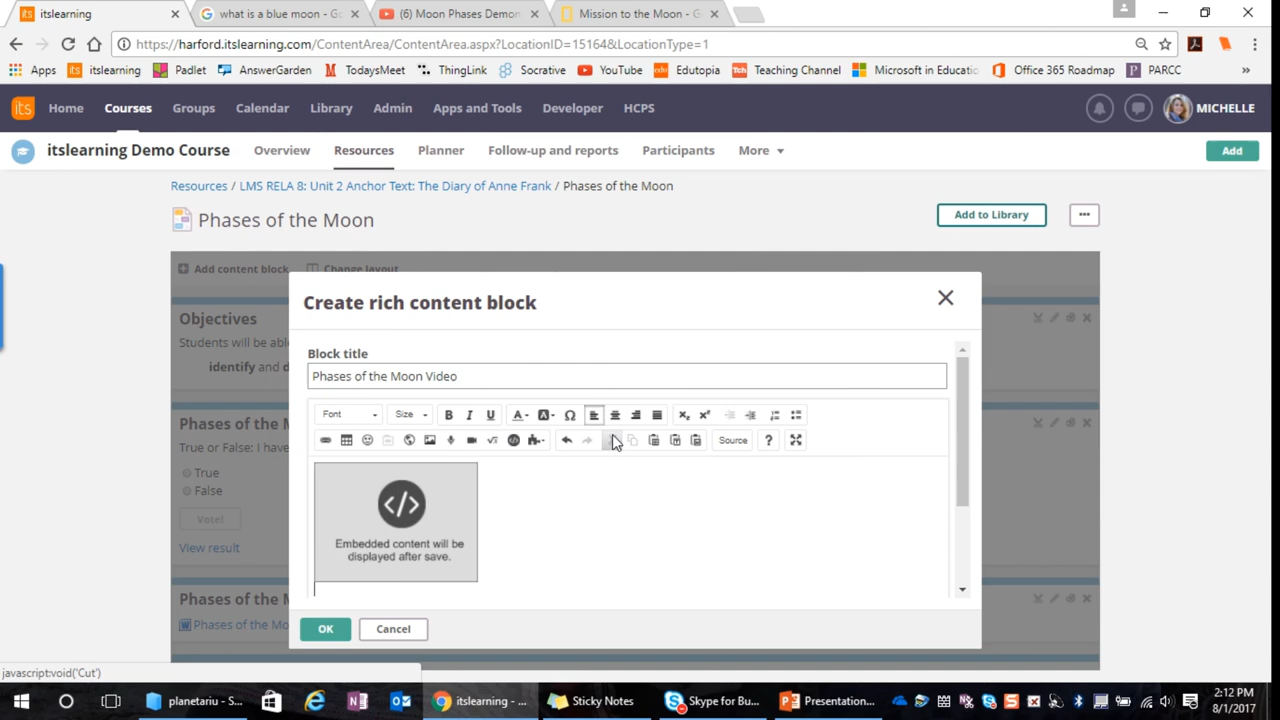 itslearning
what is a blue moon - Go
(6) Moon Phases Demon
Mission to the Moon - G
https://harford.itslearning.com/ContentArea/ContentArea.aspx?LocationID=15164&LocationType=1
Apps itslearning Padlet AnswerGarden TodaysMeet ThingLink Socrative YouTube Edutopia Teaching Channel Microsoft in Educatio Office 365 Roadmap PARCC »
its Home Courses Groups Calendar Library Admin Apps and Tools Developer HCPS MICHELLE
itslearning Demo Course Overview Resources Planner Follow-up and reports Participants More Add
Resources / LMS RELA 8: Unit 2 Anchor Text: The Diary of Anne Frank / Phases of the Moon
Phases of the Moon Add to Library ...
Add content block Change layout
Create rich content block
Objectives
Students will be abl
identify and d
Block title
Phases of the Moon Video
Font Size B I U A A Ω X₂ X²
Source ?
Phases of the M
True or False: I have
True
False
Vote!
View result
Embedded content will be
displayed after save.
Phases of the M
Phases of the Mo
OK Cancel
javascript:void('Cut')
planetariu - S...
itslearning - ...
Sticky Notes
Skype for Bu...
Presentation...
2:12 PM
8/1/2017